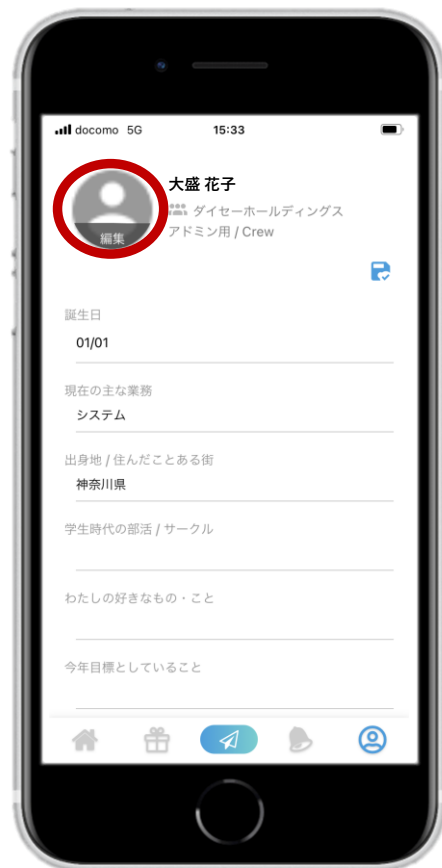 docomo 5G 15:33
大盛 花子
ダイセーホールディングス
アドミン用 / Crew
編集
誕生日
01/01
現在の主な業務
システム
出身地 / 住んだことある街
神奈川県
学生時代の部活 / サークル
わたしの好きなもの・こと
今年目標としていること